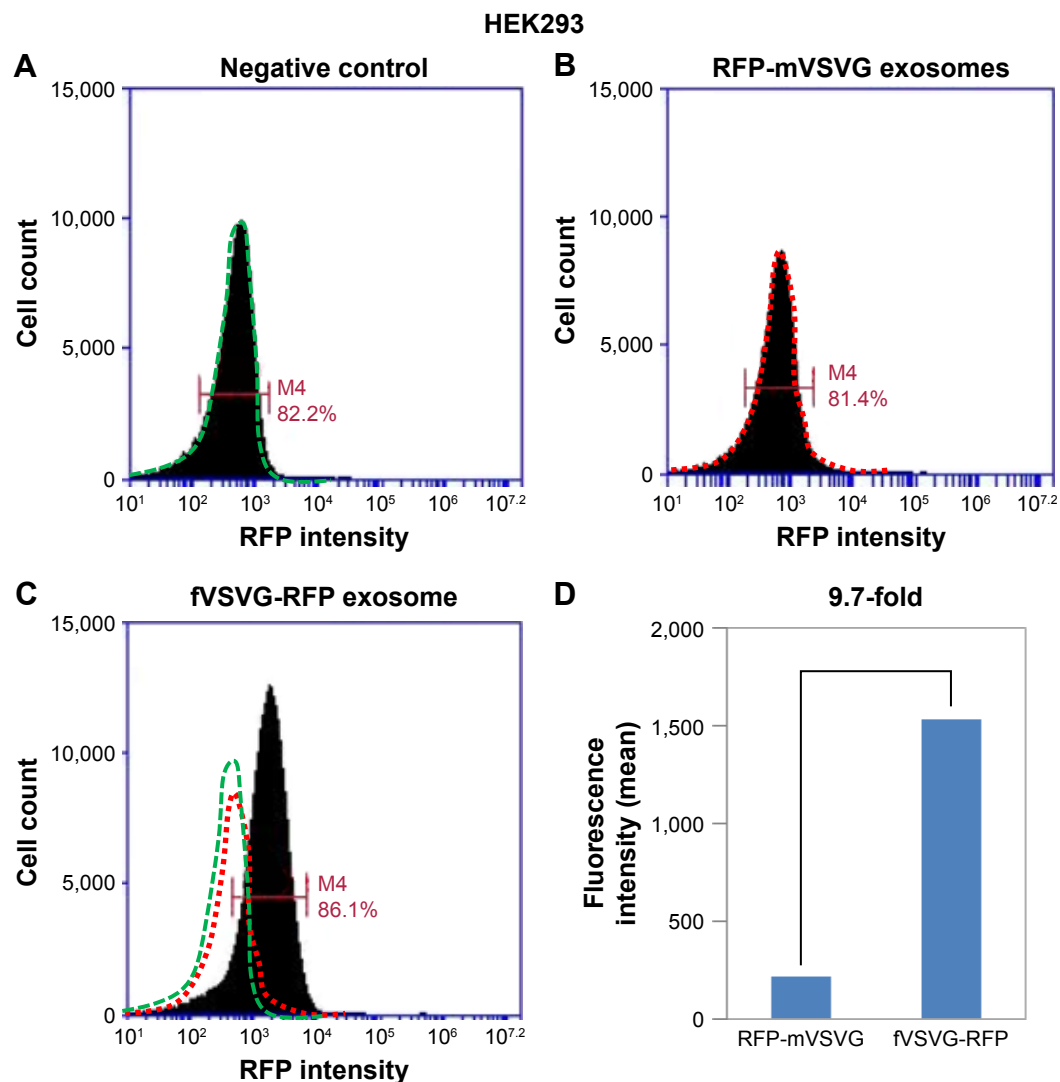 HEK293
A
Negative control
15,000
10,000
5,000
0
Cell count
M4
82.2%
10¹ 10² 10³ 10⁴ 10⁵ 10⁶ 10⁷·²
RFP intensity
B
RFP-mVSVG exosomes
15,000
10,000
5,000
0
Cell count
M4
81.4%
10¹ 10² 10³ 10⁴ 10⁵ 10⁶ 10⁷·²
RFP intensity
C
fVSVG-RFP exosome
15,000
10,000
5,000
0
Cell count
M4
86.1%
10¹ 10² 10³ 10⁴ 10⁵ 10⁶ 10⁷·²
RFP intensity
D
9.7-fold
2,000
1,500
1,000
500
0
Fluorescence
intensity (mean)
RFP-mVSVG fVSVG-RFP